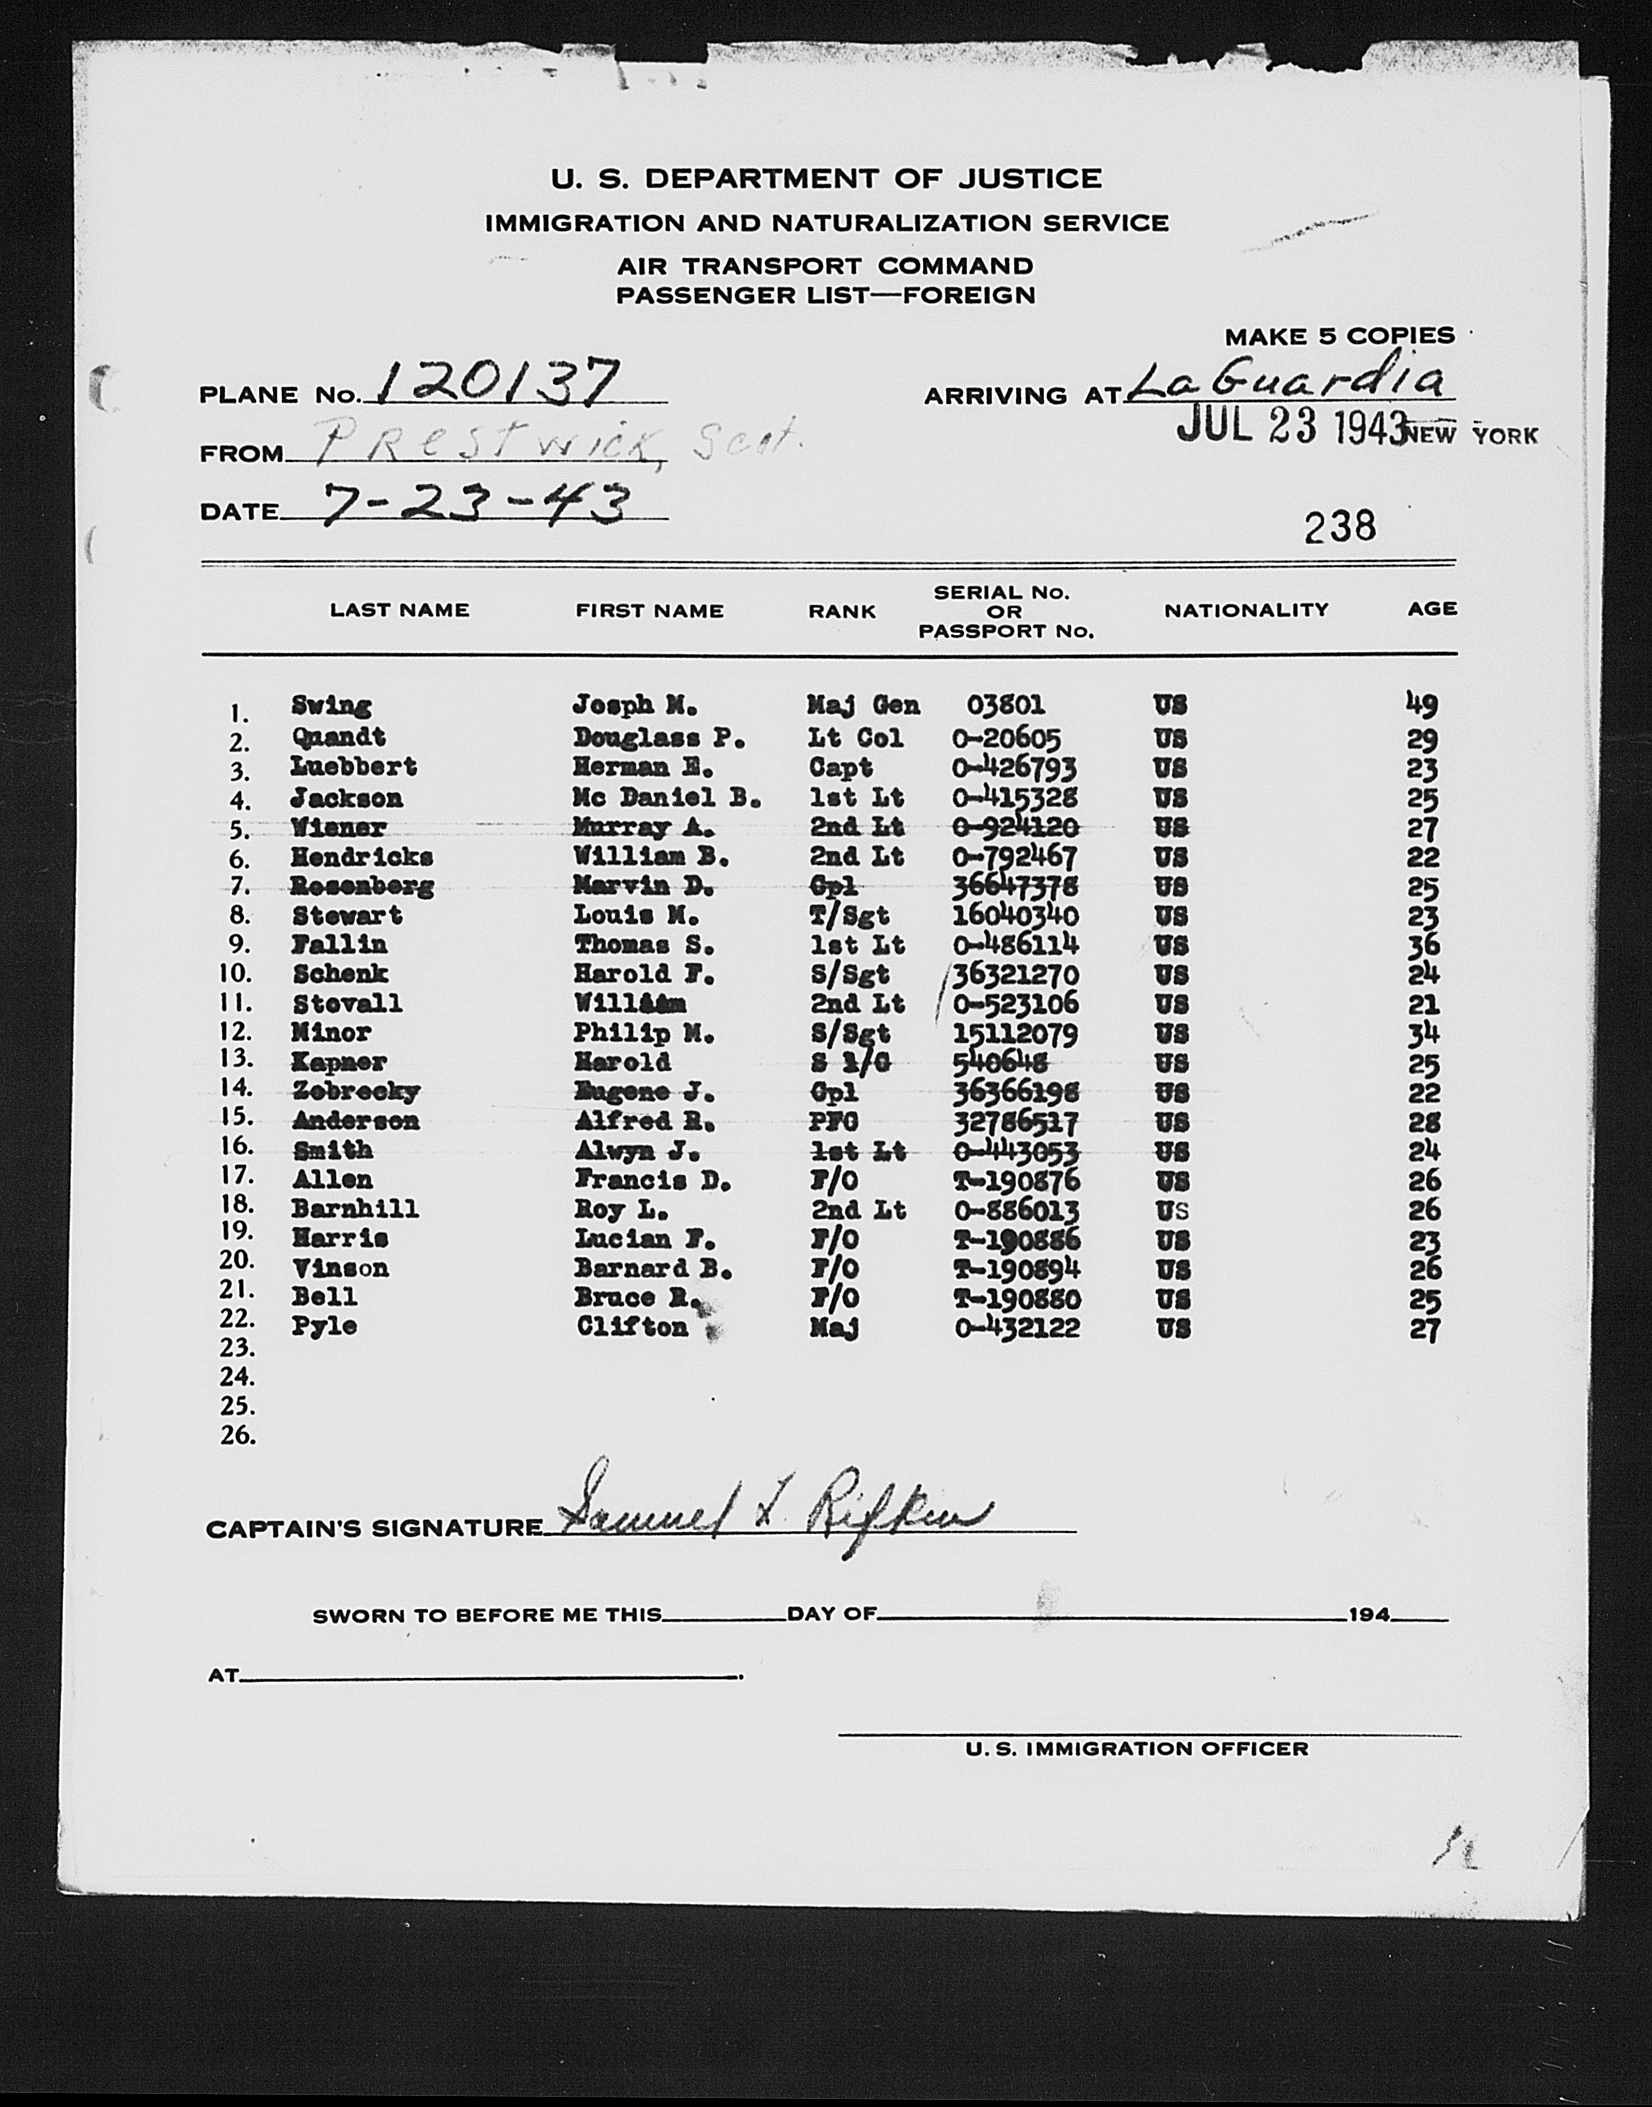 U. S. DEPARTMENT OF JUSTICE
IMMIGRATION AND NATURALIZATION SERVICE
AIR TRANSPORT COMMAND
PASSENGER LIST—FOREIGN
MAKE 5 COPIES
PLANE No. 120137 ARRIVING AT LaGuardia
JUL 23 1943 NEW YORK
FROM Prestwick, Scot.
DATE 7-23-43
238
LAST NAME FIRST NAME RANK SERIAL No. OR PASSPORT No. NATIONALITY AGE
1. Swing Josph M. Maj Gen 03801 US 49
2. Quandt Douglass P. Lt Col 0-20605 US 29
3. Luebbert Herman E. Capt 0-426793 US 23
4. Jackson Mc Daniel B. 1st Lt 0-415328 US 25
5. Wiener Murray A. 2nd Lt 0-924120 US 27
6. Hendricks William B. 2nd Lt 0-792467 US 22
7. Rosenberg Marvin D. Cpl 36647378 US 25
8. Stewart Louis M. T/Sgt 16040340 US 23
9. Fallin Thomas S. 1st Lt 0-486114 US 36
10. Schenk Harold F. S/Sgt 36321270 US 24
11. Stovall William 2nd Lt 0-523106 US 21
12. Minor Philip M. S/Sgt 15112079 US 34
13. Kapner Harold S 1/C 540648 US 25
14. Zobrecky Eugene J. Cpl 36366198 US 22
15. Anderson Alfred R. PFC 32786517 US 28
16. Smith Alwyn J. 1st Lt 0-443053 US 24
17. Allen Francis D. F/O T-190876 US 26
18. Barnhill Roy L. 2nd Lt 0-886013 US 26
19. Harris Lucian F. F/O T-190886 US 23
20. Vinson Barnard B. F/O T-190894 US 26
21. Bell Bruce R. F/O T-190880 US 25
22. Pyle Clifton Maj 0-432122 US 27
23.
24.
25.
26.
CAPTAIN'S SIGNATURE Samuel L. Rifkin
SWORN TO BEFORE ME THIS DAY OF 194
AT .
U. S. IMMIGRATION OFFICER